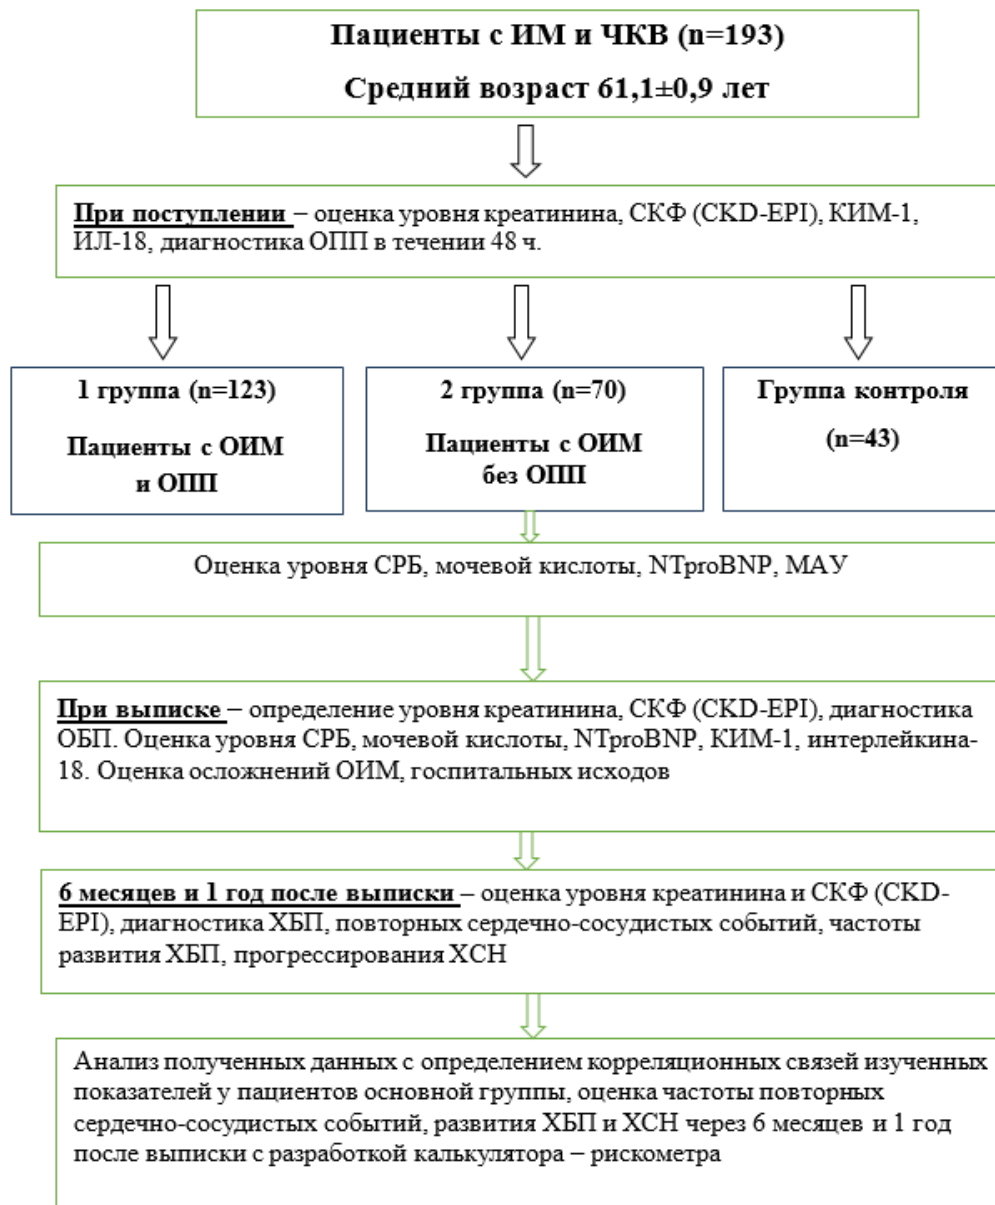 Пациенты с ИМ и ЧКВ (n=193)
Средний возраст 61,1±0,9 лет
При поступлении – оценка уровня креатинина, СКФ (CKD-EPI), КИМ-1,
ИЛ-18, диагностика ОПП в течении 48 ч.
1 группа (n=123)
Пациенты с ОИМ
и ОПП
2 группа (n=70)
Пациенты с ОИМ
без ОПП
Группа контроля
(n=43)
Оценка уровня СРБ, мочевой кислоты, NTproBNP, МАУ
При выписке – определение уровня креатинина, СКФ (CKD-EPI), диагностика
ОБП. Оценка уровня СРБ, мочевой кислоты, NTproBNP, КИМ-1, интерлейкина-
18. Оценка осложнений ОИМ, госпитальных исходов
6 месяцев и 1 год после выписки – оценка уровня креатинина и СКФ (CKD-
EPI), диагностика ХБП, повторных сердечно-сосудистых событий, частоты
развития ХБП, прогрессирования ХСН
Анализ полученных данных с определением корреляционных связей изученных
показателей у пациентов основной группы, оценка частоты повторных
сердечно-сосудистых событий, развития ХБП и ХСН через 6 месяцев и 1 год
после выписки с разработкой калькулятора – рискометра